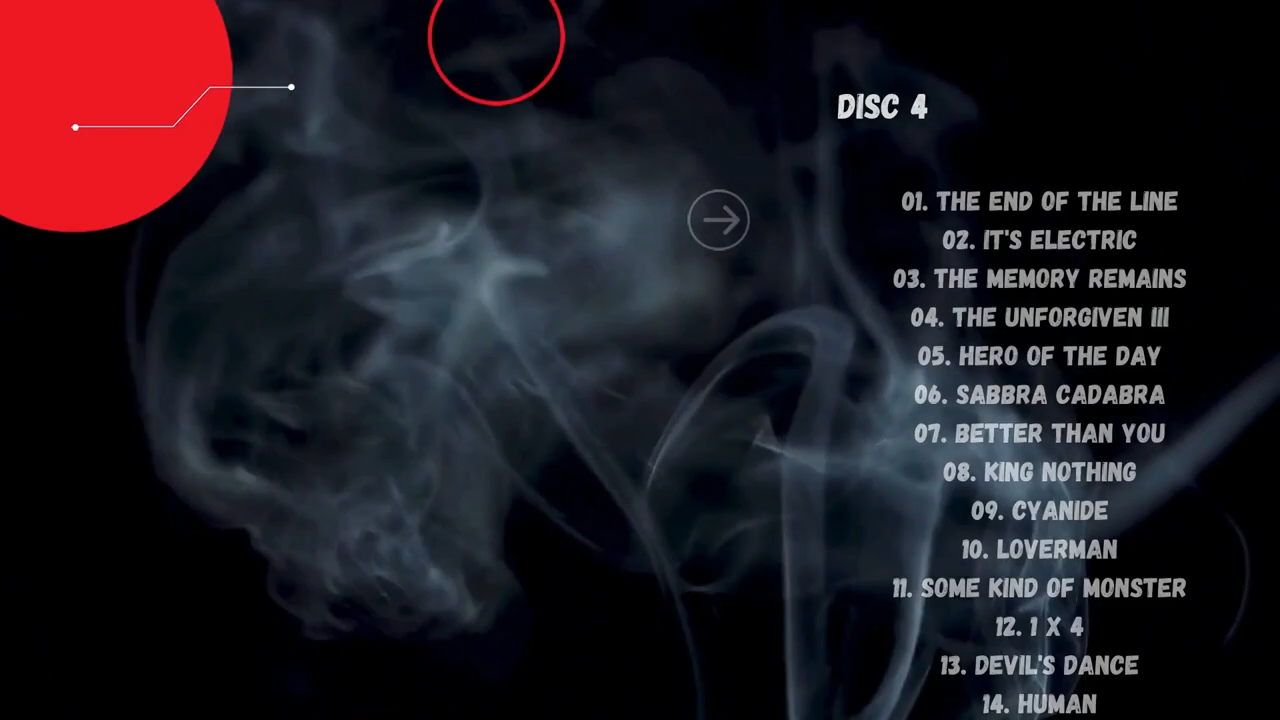 DISC 4
01. THE END OF THE LINE
02. IT'S ELECTRIC
03. THE MEMORY REMAINS
04. THE UNFORGIVEN III
05. HERO OF THE DAY
06. SABBRA CADABRA
07. BETTER THAN YOU
08. KING NOTHING
09. CYANIDE
10. LOVERMAN
11. SOME KIND OF MONSTER
12. 1 X 4
13. DEVIL'S DANCE
14. HUMAN